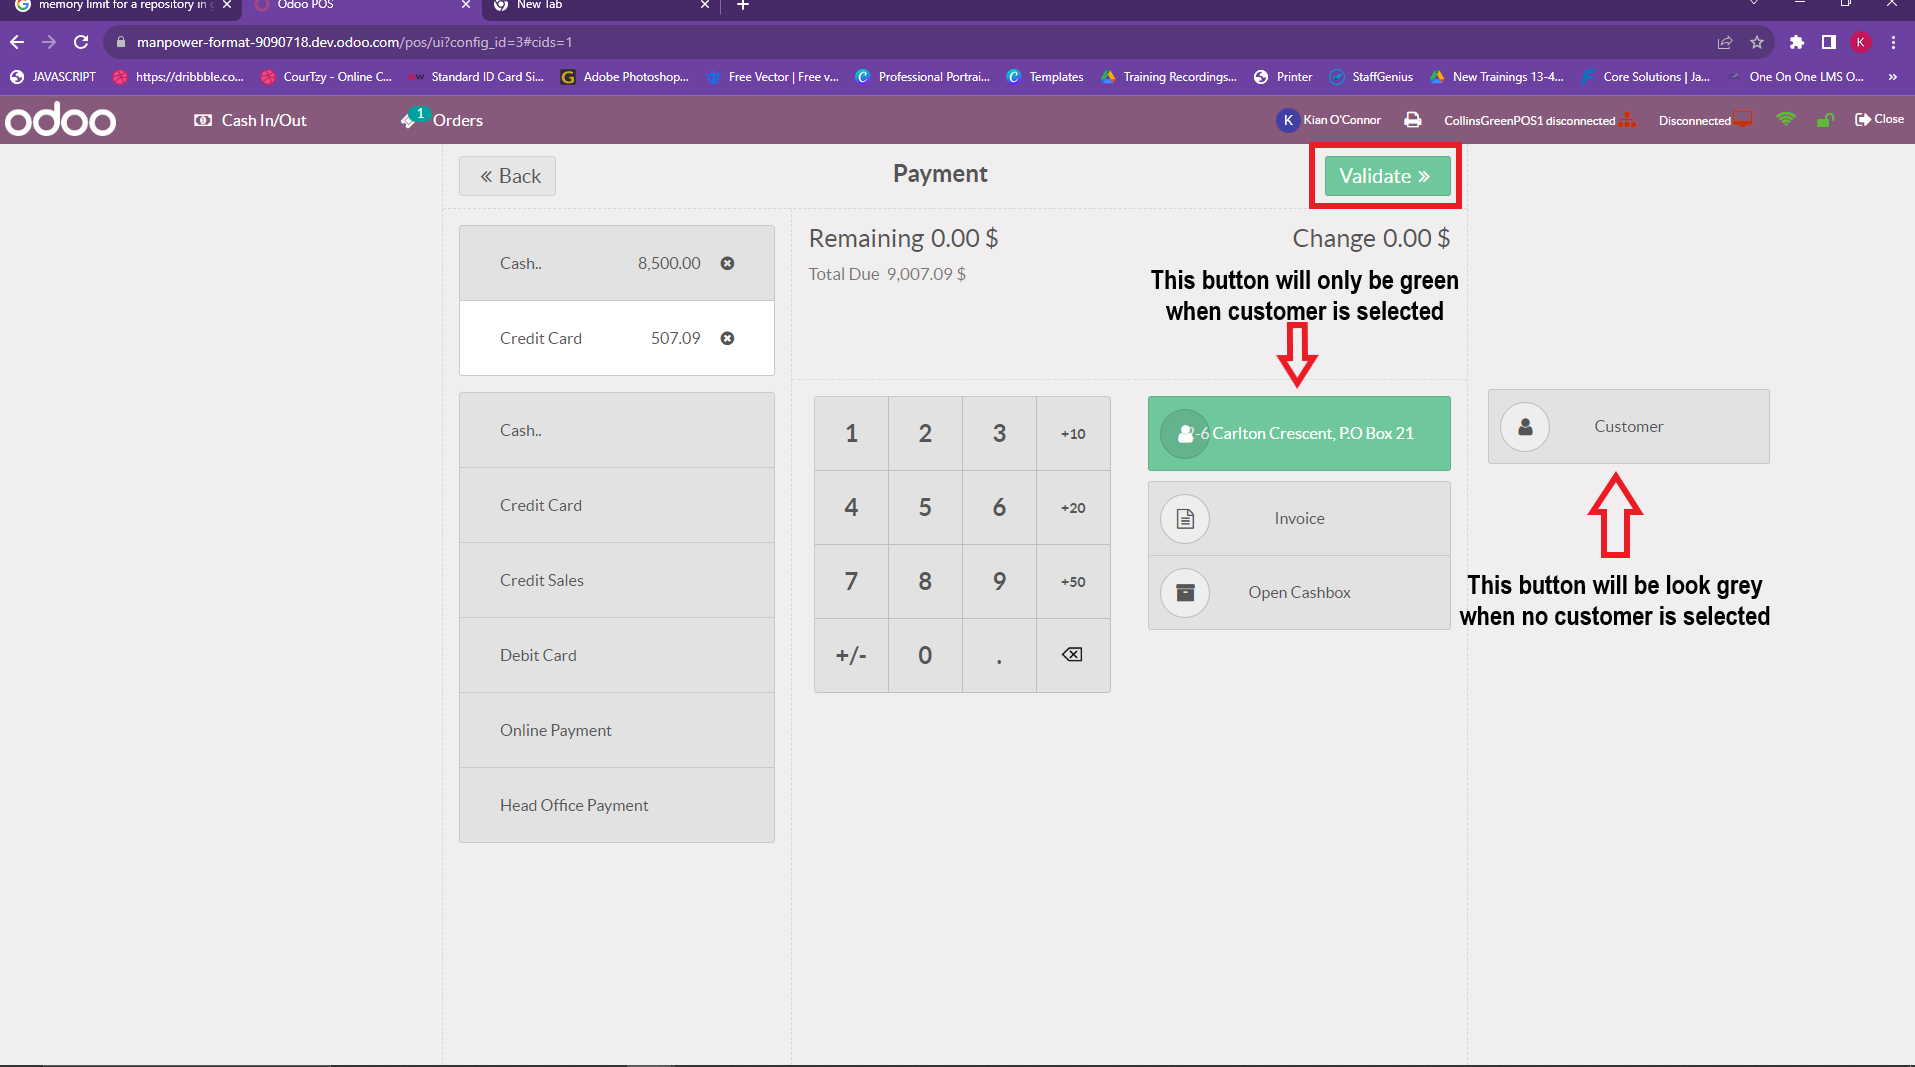 memory limit for a repository in
Odoo POS
New Tab
manpower-format-9090718.dev.odoo.com/pos/ui?config_id=3#cids=1
K
JAVASCRIPT
https://dribbble.co...
CourTzy - Online C...
Standard ID Card Si...
G
Adobe Photoshop...
Free Vector | Free v...
Professional Portrai...
Templates
Training Recordings...
Printer
StaffGenius
New Trainings 13-4...
Core Solutions | Ja...
One On One LMS O...
»
odoo
Cash In/Out
1
Orders
K
Kian O'Connor
CollinsGreenPOS1 disconnected
Disconnected
Close
« Back
Payment
Validate »
Cash.. 8,500.00
Credit Card 507.09
Remaining 0.00 $
Change 0.00 $
Total Due 9,007.09 $
This button will only be green
when customer is selected
Cash..
Credit Card
Credit Sales
Debit Card
Online Payment
Head Office Payment
1 2 3 +10
4 5 6 +20
7 8 9 +50
+/- 0 .
-6 Carlton Crescent, P.O Box 21
Invoice
Open Cashbox
Customer
This button will be look grey
when no customer is selected